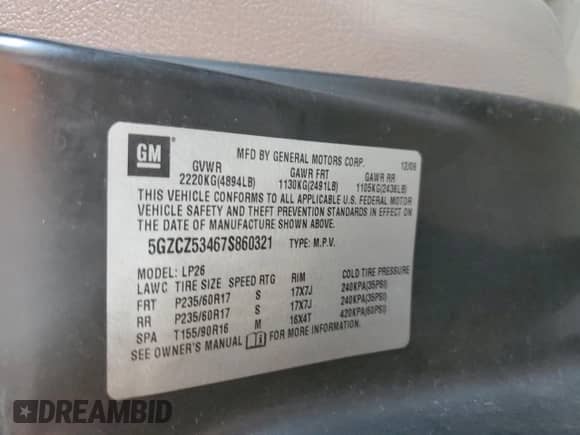 GM
MFD BY GENERAL MOTORS CORP. 12/06
GVWR GAWR FRT GAWR RR
2220KG(4894LB) 1130KG(2491LB) 1105KG(2436LB)
THIS VEHICLE CONFORMS TO ALL APPLICABLE U.S. FEDERAL MOTOR
VEHICLE SAFETY AND THEFT PREVENTION STANDARDS IN EFFECT ON
THE DATE OF MANUFACTURE SHOWN ABOVE.
5GZCZ53467S860321 TYPE: M.P.V.
MODEL: LP26
LAWC TIRE SIZE SPEED RTG RIM COLD TIRE PRESSURE
FRT P235/60R17 S 17X7J 240KPA(35PSI)
RR P235/60R17 S 17X7J 240KPA(35PSI)
SPA T155/90R16 M 16X4T 420KPA(60PSI)
SEE OWNER'S MANUAL FOR MORE INFORMATION
DREAMBID